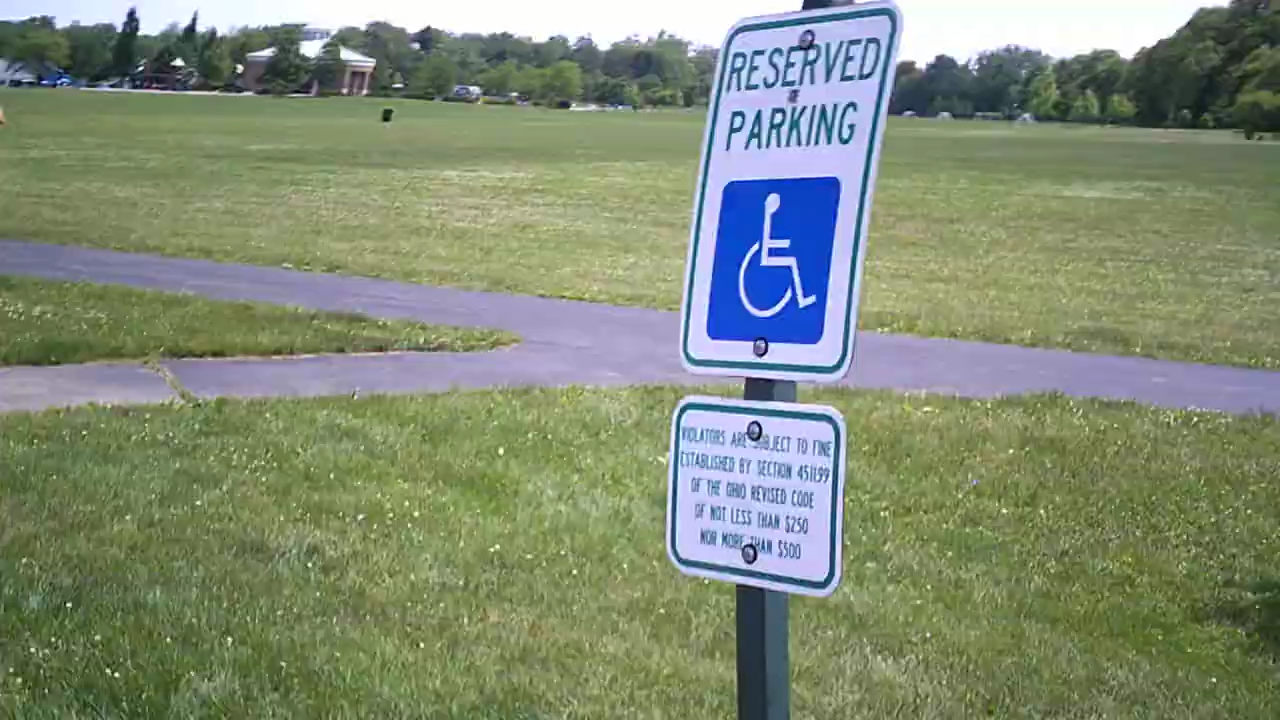 RESERVED
PARKING
VIOLATORS ARE SUBJECT TO FINE
ESTABLISHED BY SECTION 4511.99
OF THE OHIO REVISED CODE
OF NOT LESS THAN $250
NOR MORE THAN $500